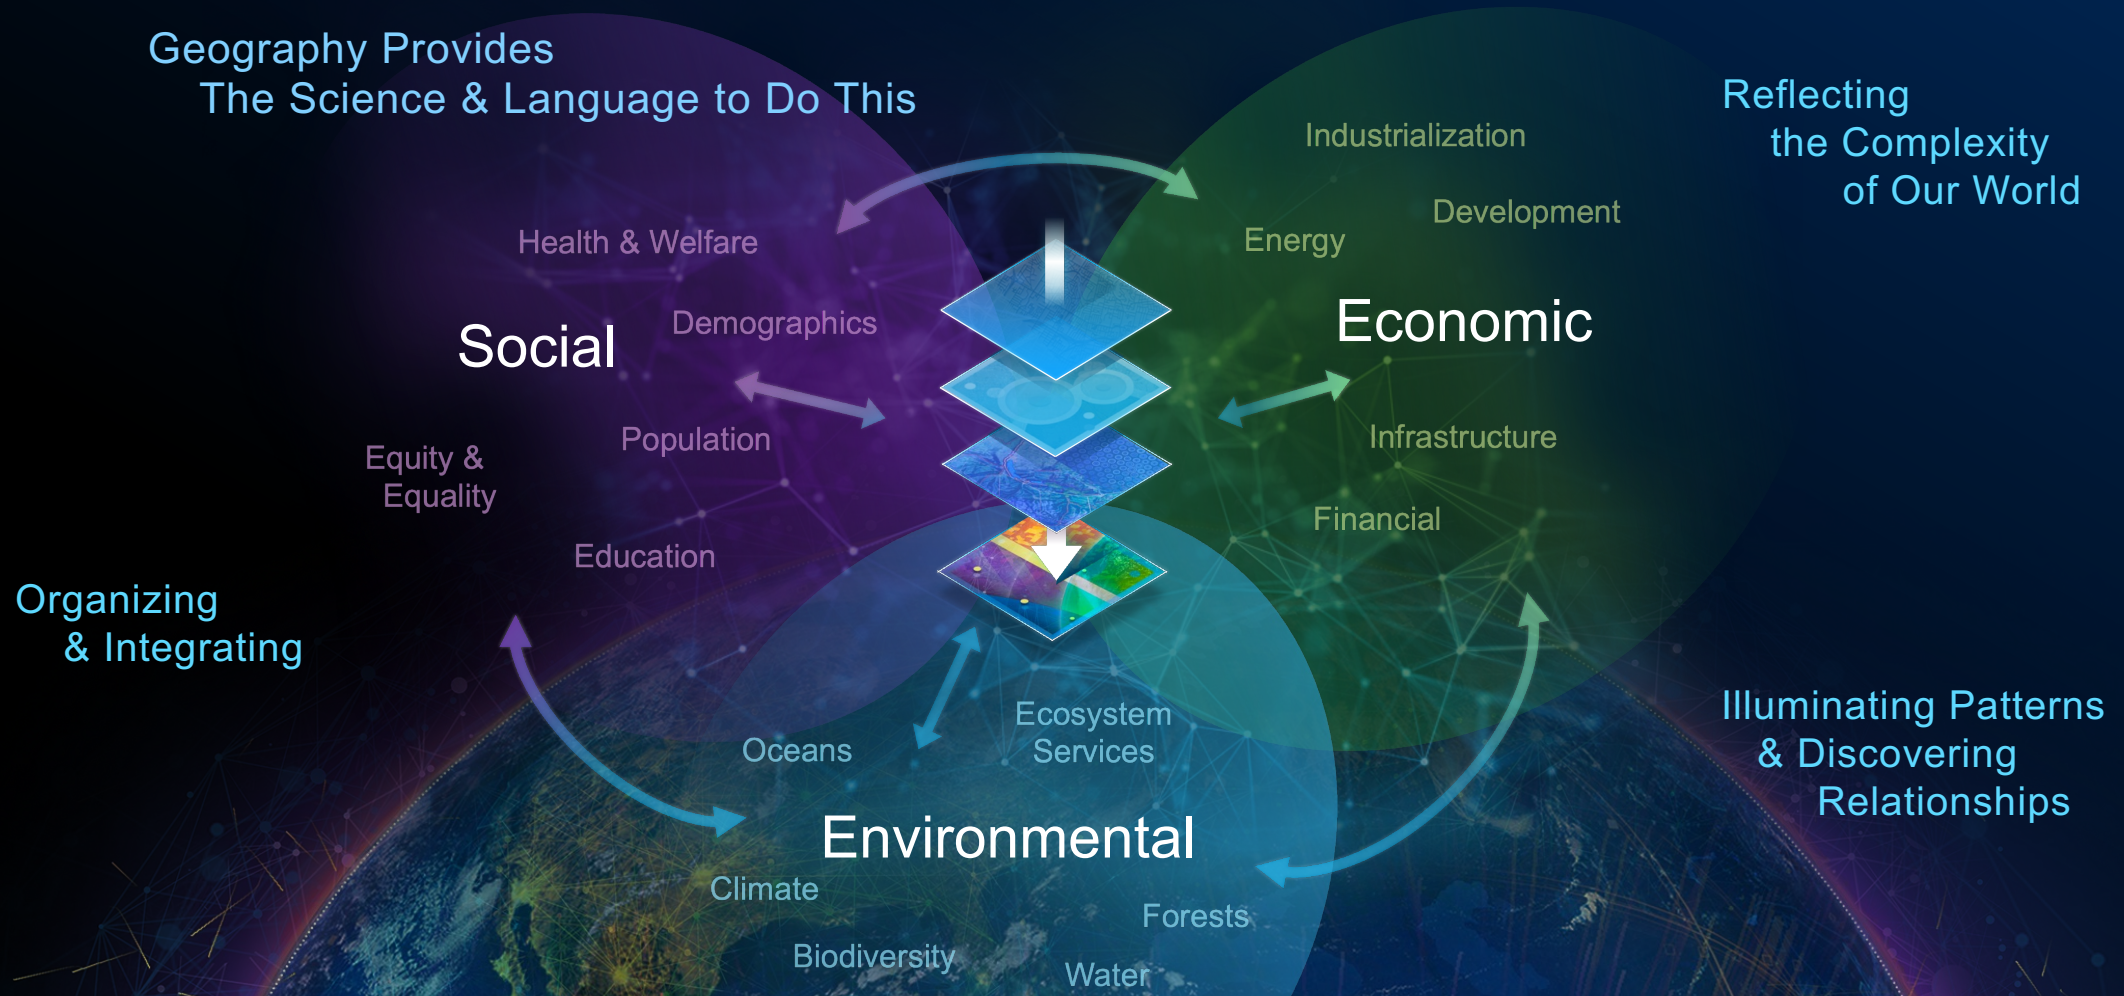 Geography Provides
The Science & Language to Do This
Reflecting
the Complexity
of Our World
Industrialization
Development
Energy
Health & Welfare
Economic
Demographics
Social
Population
Infrastructure
Equity &
Equality
Financial
Education
Organizing
& Integrating
Illuminating Patterns
& Discovering
Relationships
Ecosystem
Services
Oceans
Environmental
Climate
Forests
Biodiversity
Water